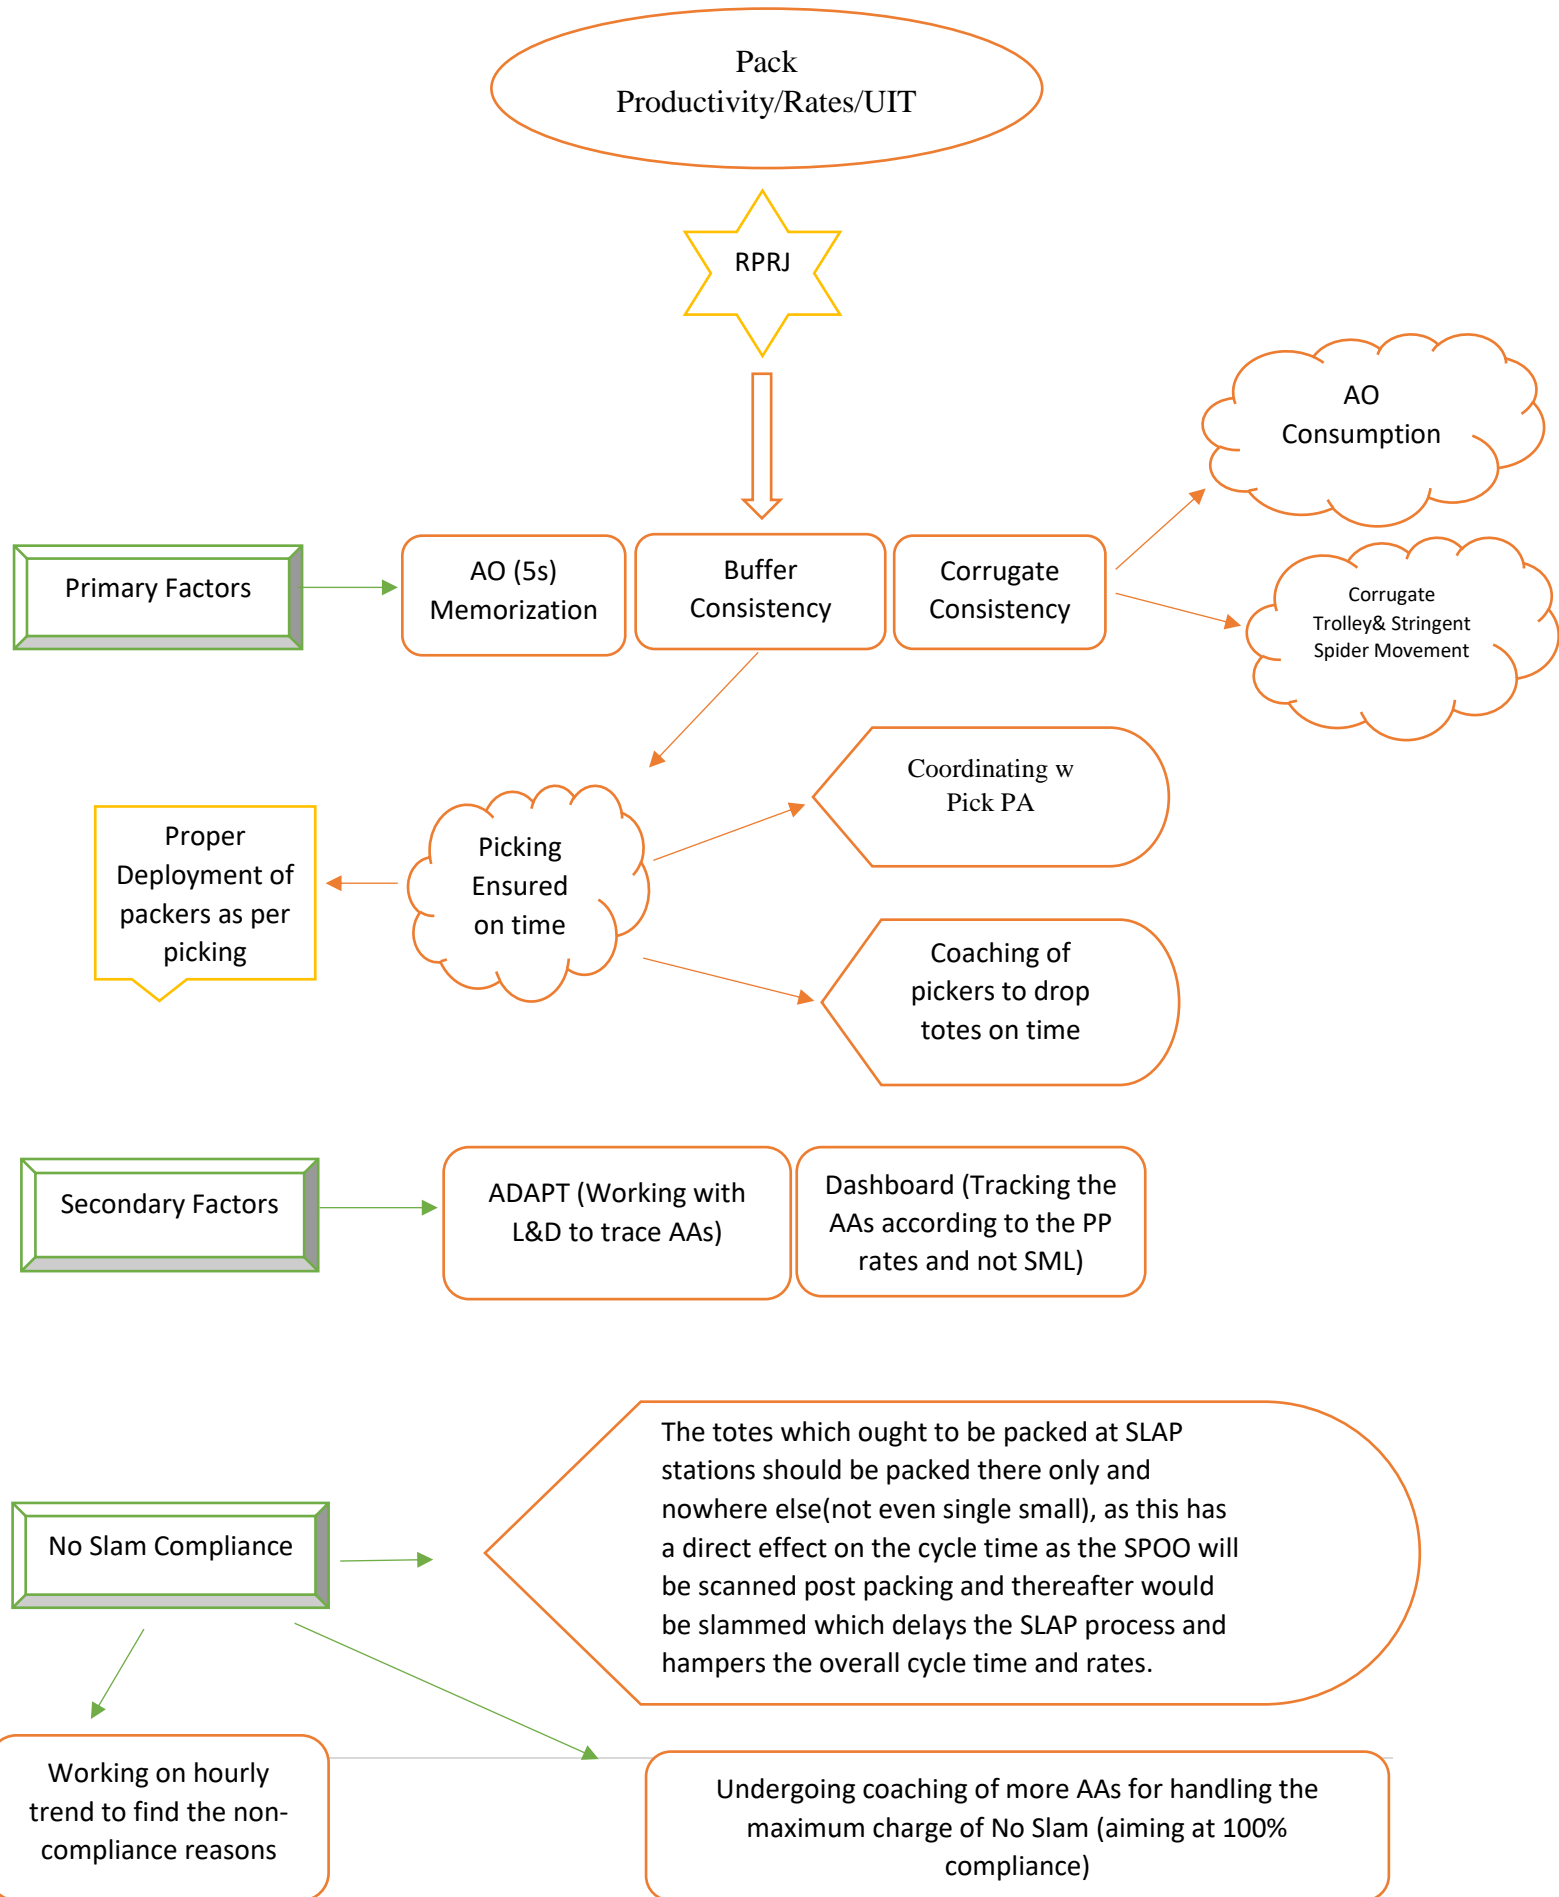 Pack
Productivity/Rates/UIT
RPRJ
AO
Consumption
Primary Factors
AO (5s)
Memorization
Buffer
Consistency
Corrugate
Consistency
Corrugate
Trolley& Stringent
Spider Movement
Coordinating w
Pick PA
Proper
Deployment of
packers as per
picking
Picking
Ensured
on time
Coaching of
pickers to drop
totes on time
Secondary Factors
ADAPT (Working with
L&D to trace AAs)
Dashboard (Tracking the
AAs according to the PP
rates and not SML)
No Slam Compliance
The totes which ought to be packed at SLAP
stations should be packed there only and
nowhere else(not even single small), as this has
a direct effect on the cycle time as the SPOO will
be scanned post packing and thereafter would
be slammed which delays the SLAP process and
hampers the overall cycle time and rates.
Working on hourly
trend to find the non-
compliance reasons
Undergoing coaching of more AAs for handling the
maximum charge of No Slam (aiming at 100%
compliance)